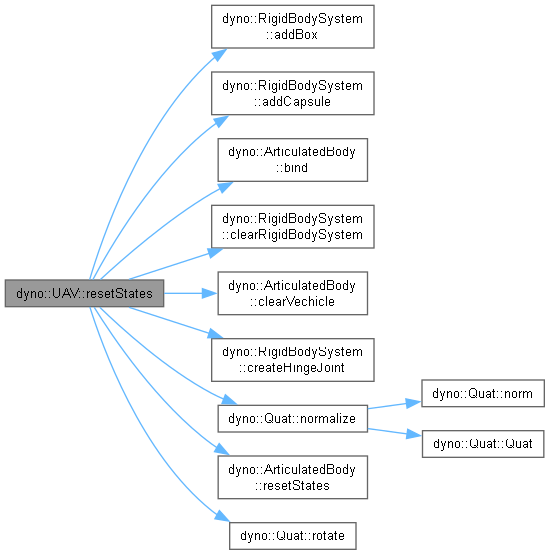 dyno::RigidBodySystem
::addBox
dyno::RigidBodySystem
::addCapsule
dyno::ArticulatedBody
::bind
dyno::RigidBodySystem
::clearRigidBodySystem
dyno::UAV::resetStates
dyno::ArticulatedBody
::clearVechicle
dyno::RigidBodySystem
::createHingeJoint
dyno::Quat::normalize
dyno::Quat::norm
dyno::Quat::Quat
dyno::ArticulatedBody
::resetStates
dyno::Quat::rotate